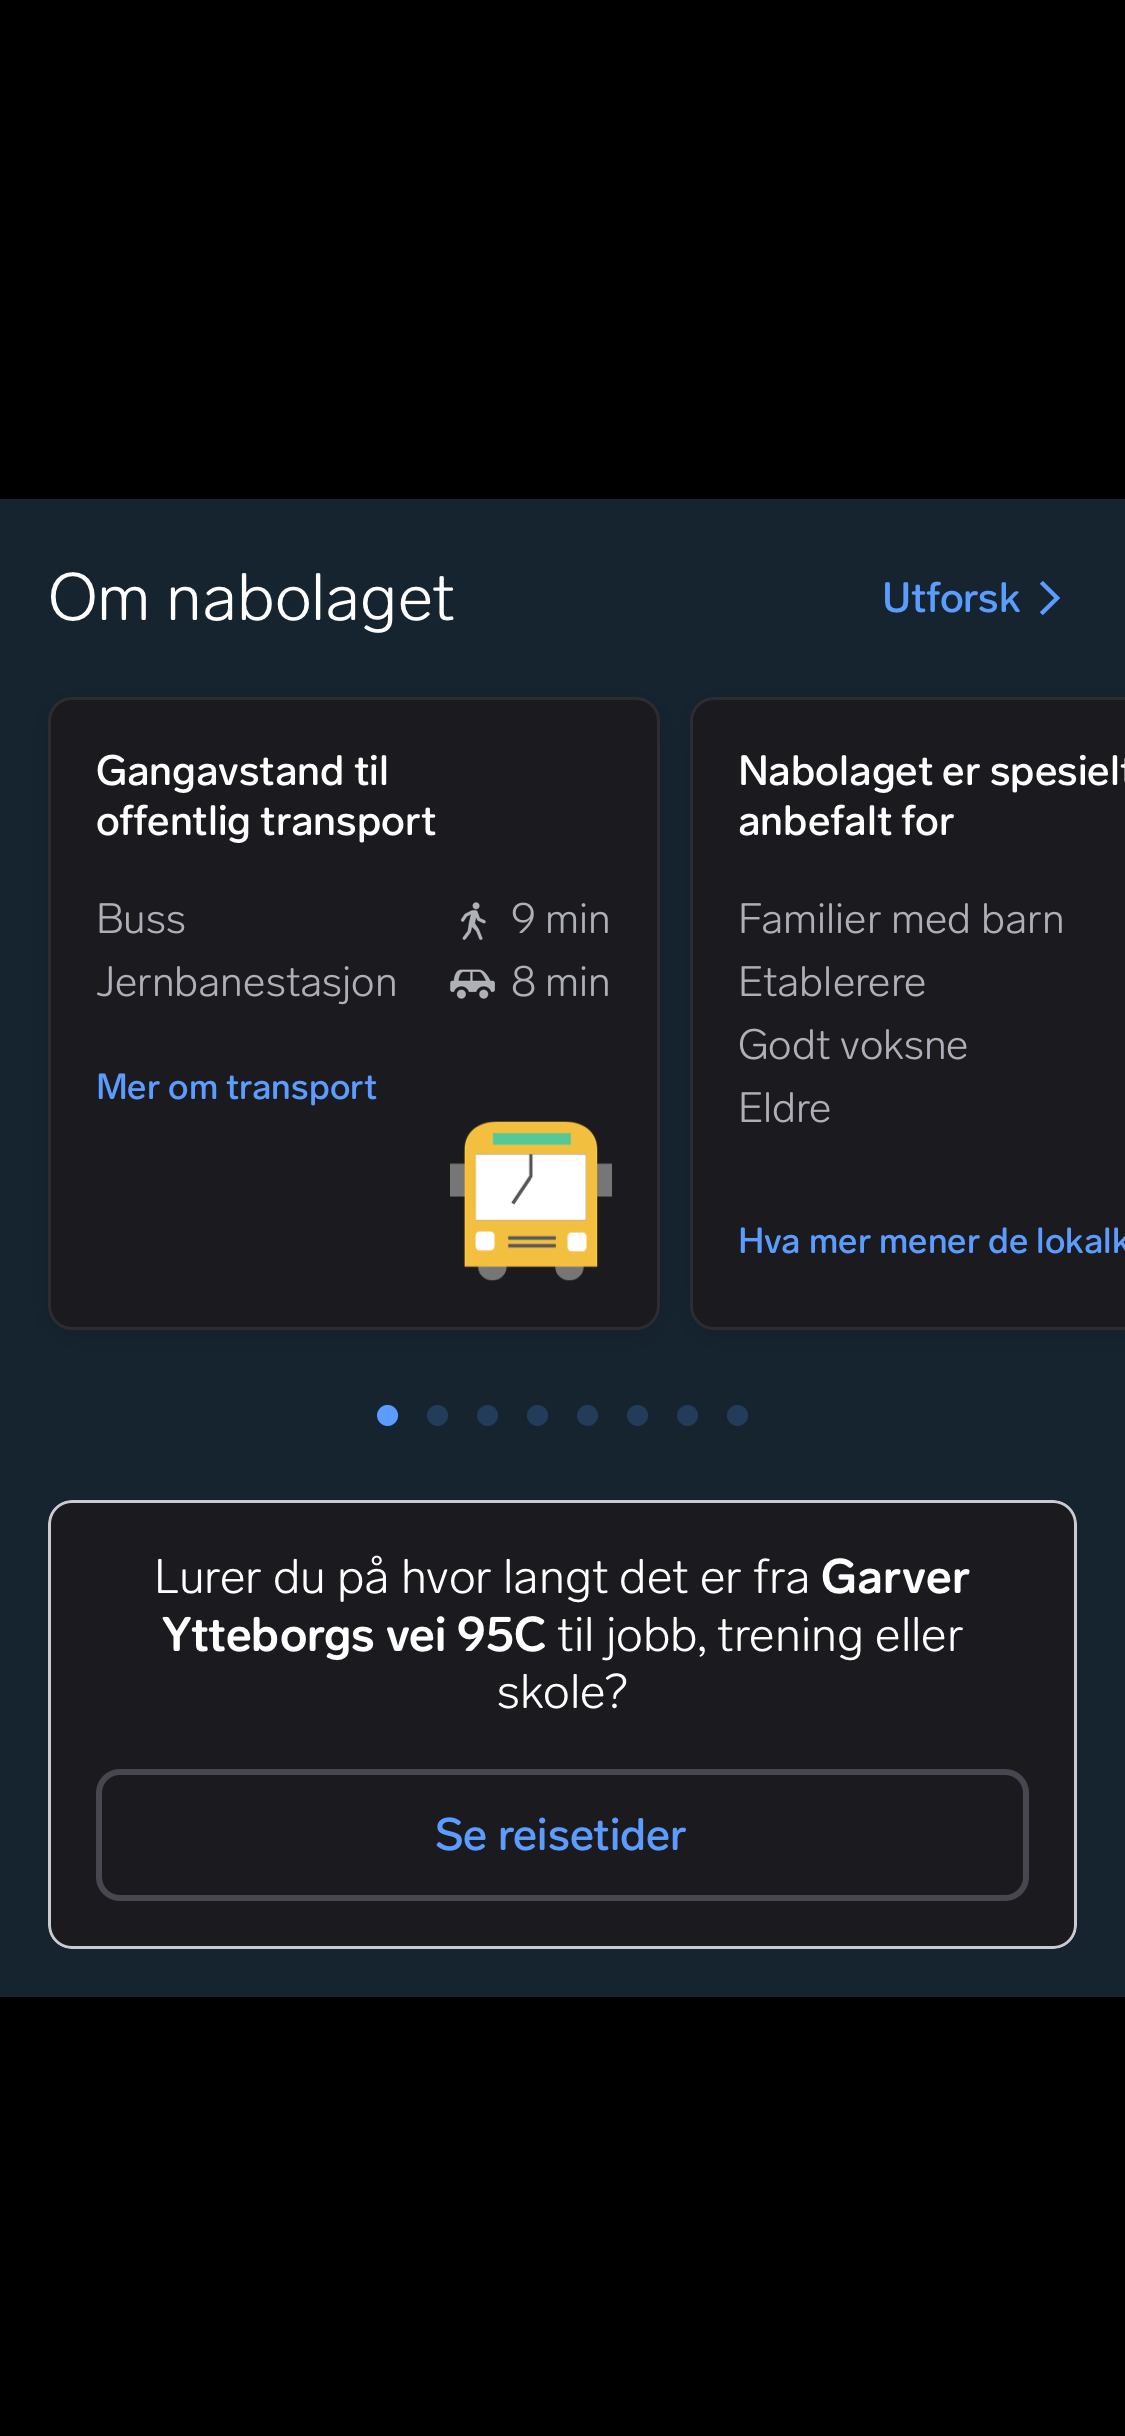 Om nabolaget
Utforsk
Gangavstand til
offentlig transport
Buss 9 min
Jernbanestasjon 8 min
Mer om transport
Nabolaget er spesielt
anbefalt for
Familier med barn
Etablerere
Godt voksne
Eldre
Hva mer mener de
Lurer du på hvor langt det er fra Garver
Ytteborgs vei 95C til jobb, trening eller
skole?
Se reisetider